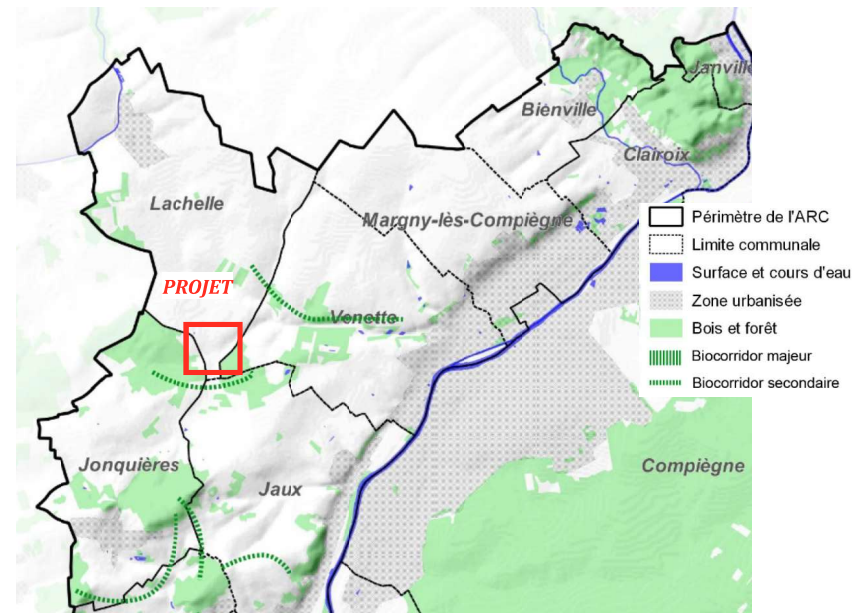 Janville
Bienville
Clairoix
Lachelle
Margny-lès-Compiègne
PROJET
Venette
Jonquières
Jaux
Compiègne
Périmètre de l'ARC
Limite communale
Surface et cours d'eau
Zone urbanisée
Bois et forêt
Biocorridor majeur
Biocorridor secondaire